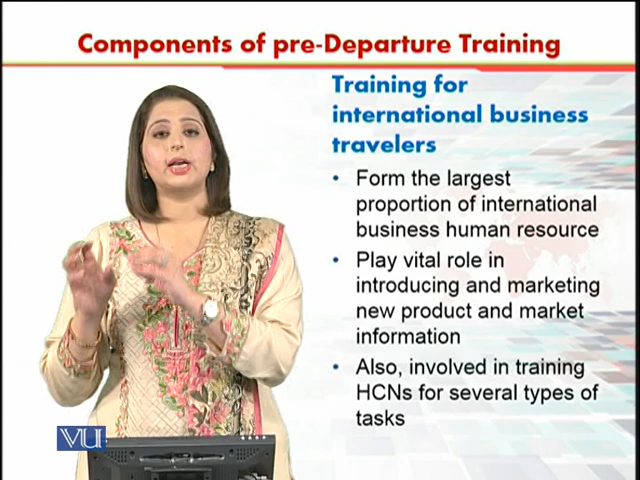 Components of pre-Departure Training
Training for
international business
travelers
• Form the largest
proportion of international
business human resource
• Play vital role in
introducing and marketing
new product and market
information
• Also, involved in training
HCNs for several types of
tasks
VU